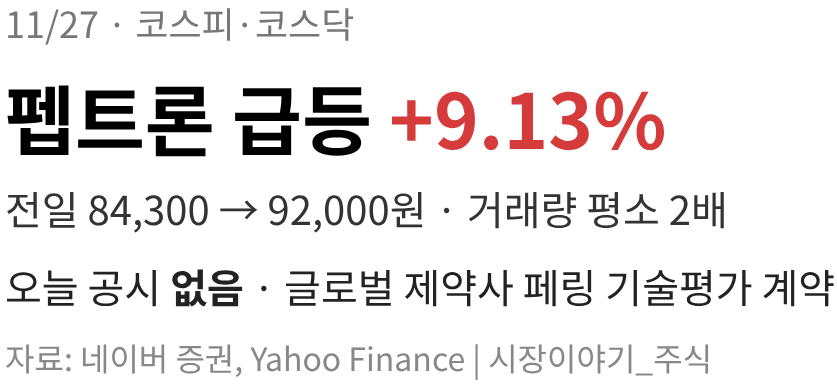 11/27 · 코스피·코스닥
펩트론 급등 +9.13%
전일 84,300 → 92,000원 · 거래량 평소 2배
오늘 공시 없음 · 글로벌 제약사 페링 기술평가 계약
자료: 네이버 증권, Yahoo Finance | 시장이야기_주식